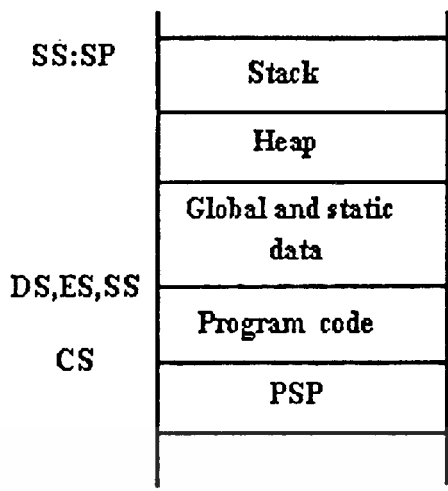 SS:SP
Stack
Heap
Global and static
data
DS,ES,SS
Program code
CS
PSP